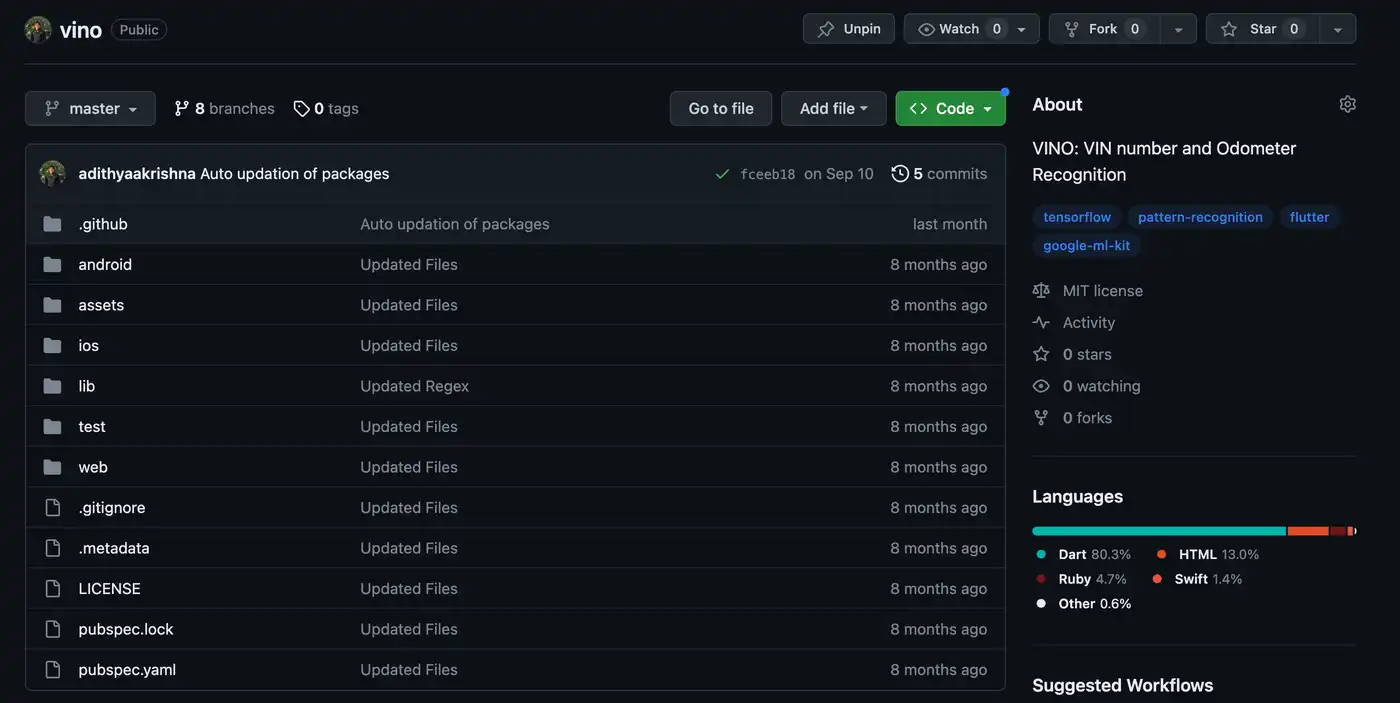 vino Public Unpin Watch 0 Fork 0 Star 0
master 8 branches 0 tags Go to file Add file Code
adithyaakrishna Auto updation of packages fceeb18 on Sep 10 5 commits
.github Auto updation of packages last month
android Updated Files 8 months ago
assets Updated Files 8 months ago
ios Updated Files 8 months ago
lib Updated Regex 8 months ago
test Updated Files 8 months ago
web Updated Files 8 months ago
.gitignore Updated Files 8 months ago
.metadata Updated Files 8 months ago
LICENSE Updated Files 8 months ago
pubspec.lock Updated Files 8 months ago
pubspec.yaml Updated Files 8 months ago
About
VINO: VIN number and Odometer
Recognition
tensorflow pattern-recognition flutter
google-ml-kit
MIT license
Activity
0 stars
0 watching
0 forks
Languages
Dart 80.3% HTML 13.0%
Ruby 4.7% Swift 1.4%
Other 0.6%
Suggested Workflows